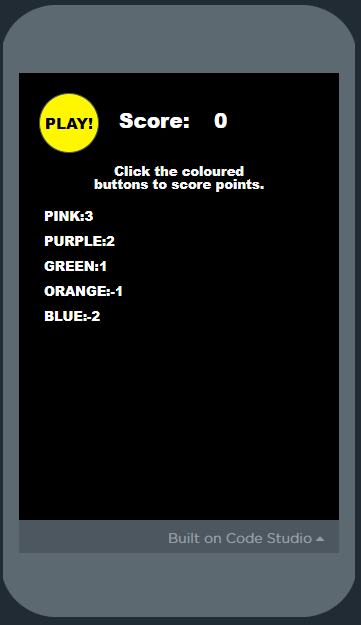 PLAY! Score: 0
Click the coloured
buttons to score points.
PINK:3
PURPLE:2
GREEN:1
ORANGE:-1
BLUE:-2
Built on Code Studio